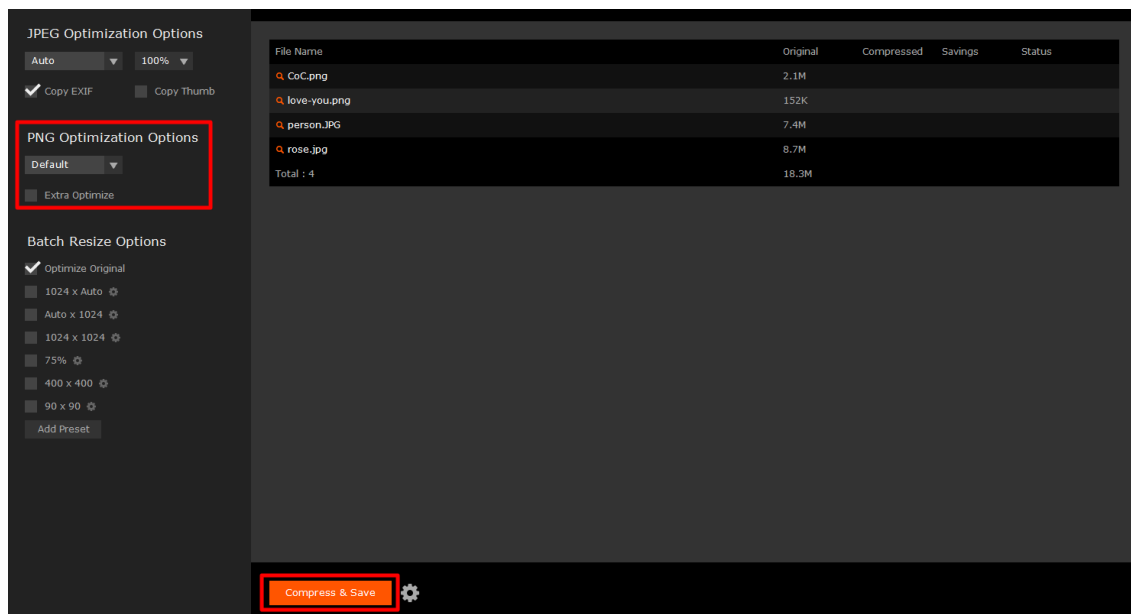 JPEG Optimization Options
Auto 100%
Copy EXIF Copy Thumb
PNG Optimization Options
Default
Extra Optimize
Batch Resize Options
Optimize Original
1024 x Auto
Auto x 1024
1024 x 1024
75%
400 x 400
90 x 90
Add Preset
File Name Original Compressed Savings Status
CoC.png 2.1M
love-you.png 152K
person.JPG 7.4M
rose.jpg 8.7M
Total : 4 18.3M
Compress & Save